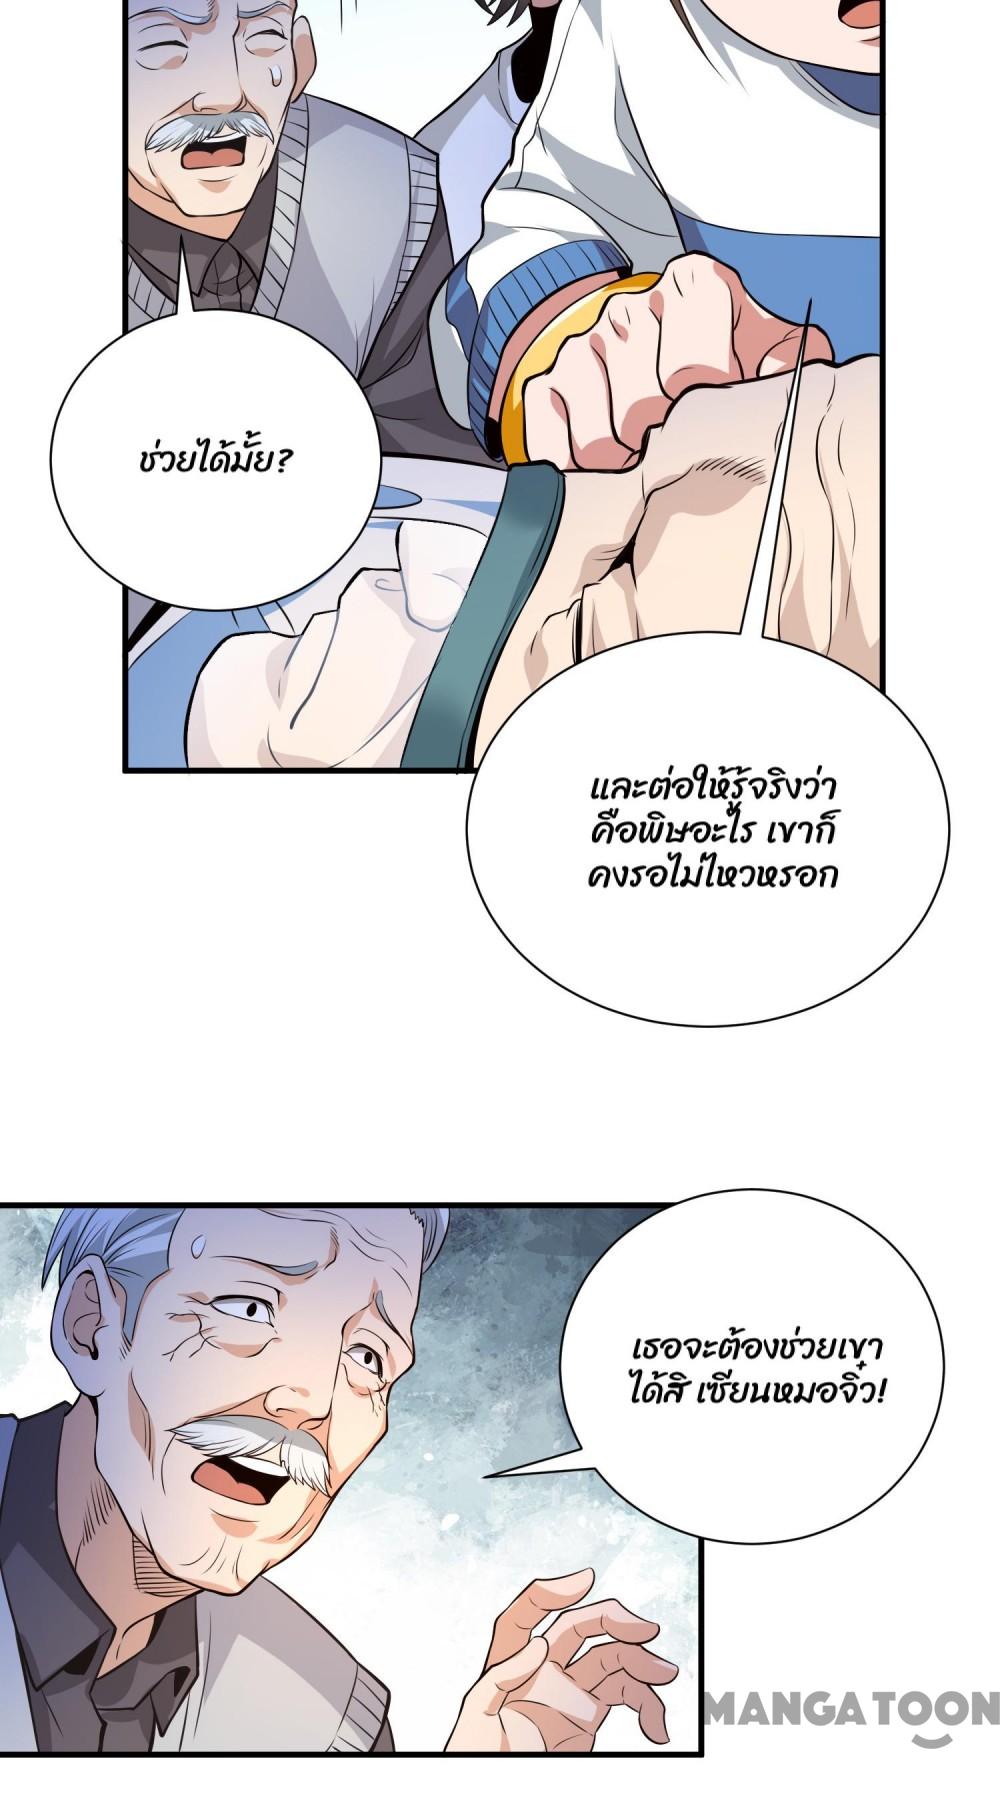 ช่วยได้มั้ย?
และต่อให้รู้จริงว่า
คือพิษอะไร เขาก็
คงรอไม่ไหวหรอก
เธอจะต้องช่วยเขา
ได้สิ เซียนหมอจิ๋ว!
MANGATOON